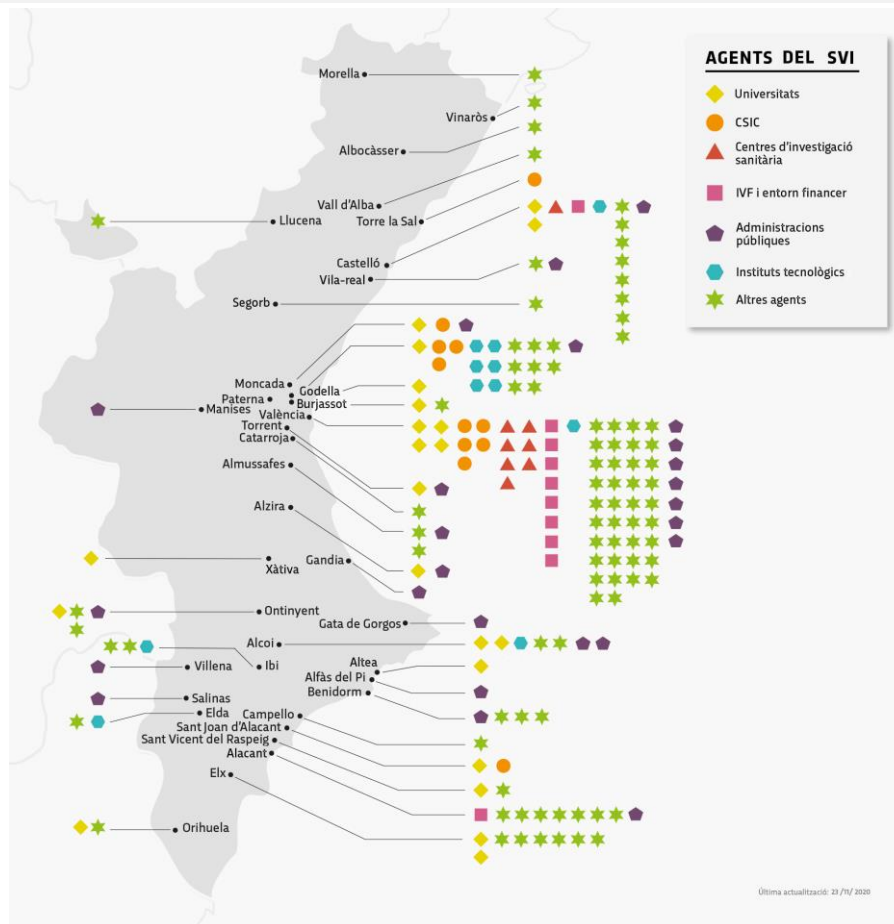 AGENTS DEL SVI
Universitats
CSIC
Centres d'investigació
sanitària
IVF i entorn financer
Administracions
públiques
Instituts tecnològics
Altres agents
Morella
Vinaròs
Albocàsser
Vall d'Alba
Llucena
Torre la Sal
Castelló
Vila-real
Segorb
Moncada
Godella
Paterna
Burjassot
Manises
València
Torrent
Catarroja
Almussafes
Alzira
Xàtiva
Gandia
Ontinyent
Gata de Gorgos
Alcoi
Villena
Ibi
Altea
Alfàs del Pi
Benidorm
Salinas
Elda
Campello
Sant Joan d'Alacant
Sant Vicent del Raspeig
Alacant
Elx
Orihuela
Última actualització: 23 /11/ 2020